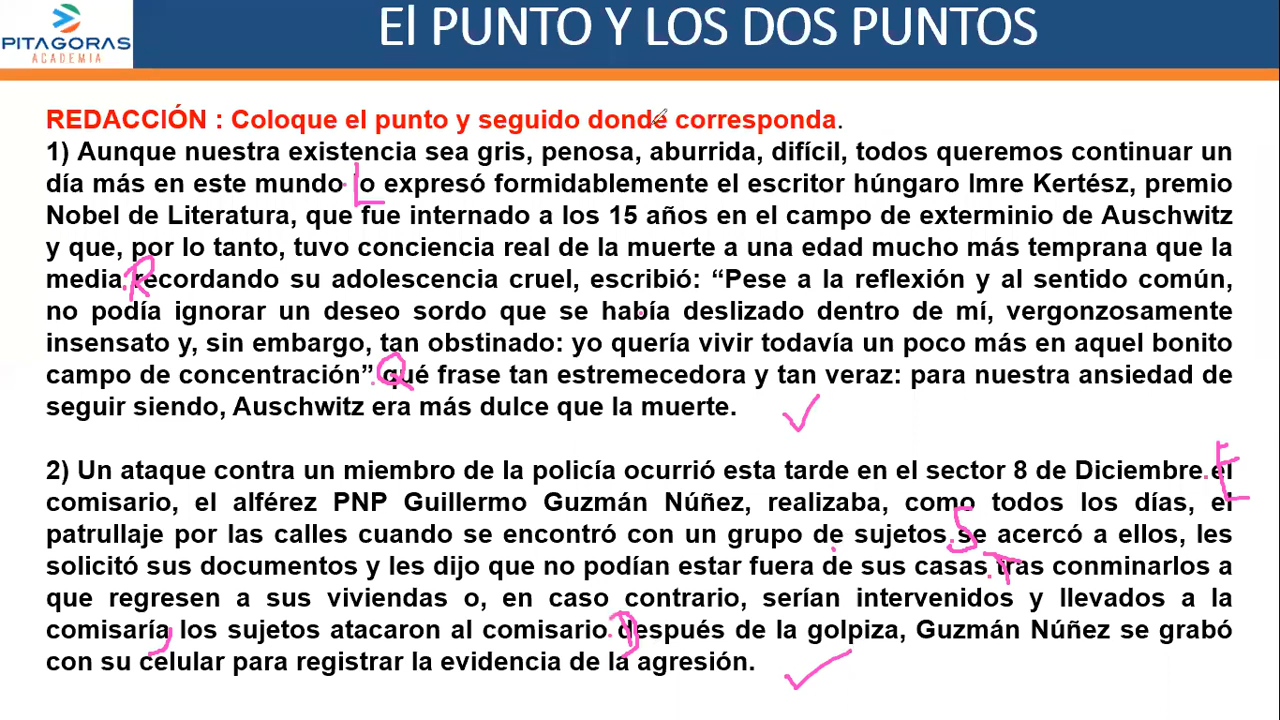 PITAGORAS
ACADEMIA
El PUNTO Y LOS DOS PUNTOS
REDACCIÓN : Coloque el punto y seguido donde corresponda.
1) Aunque nuestra existencia sea gris, penosa, aburrida, difícil, todos queremos continuar un
día más en este mundo. Lo expresó formidablemente el escritor húngaro Imre Kertész, premio
Nobel de Literatura, que fue internado a los 15 años en el campo de exterminio de Auschwitz
y que, por lo tanto, tuvo conciencia real de la muerte a una edad mucho más temprana que la
media. Recordando su adolescencia cruel, escribió: “Pese a la reflexión y al sentido común,
no podía ignorar un deseo sordo que se había deslizado dentro de mí, vergonzosamente
insensato y, sin embargo, tan obstinado: yo quería vivir todavía un poco más en aquel bonito
campo de concentración”. Qué frase tan estremecedora y tan veraz: para nuestra ansiedad de
seguir siendo, Auschwitz era más dulce que la muerte.
2) Un ataque contra un miembro de la policía ocurrió esta tarde en el sector 8 de Diciembre. El
comisario, el alférez PNP Guillermo Guzmán Núñez, realizaba, como todos los días, el
patrullaje por las calles cuando se encontró con un grupo de sujetos. Se acercó a ellos, les
solicitó sus documentos y les dijo que no podían estar fuera de sus casas. Tras conminarlos a
que regresen a sus viviendas o, en caso contrario, serían intervenidos y llevados a la
comisaría, los sujetos atacaron al comisario. Después de la golpiza, Guzmán Núñez se grabó
con su celular para registrar la evidencia de la agresión.